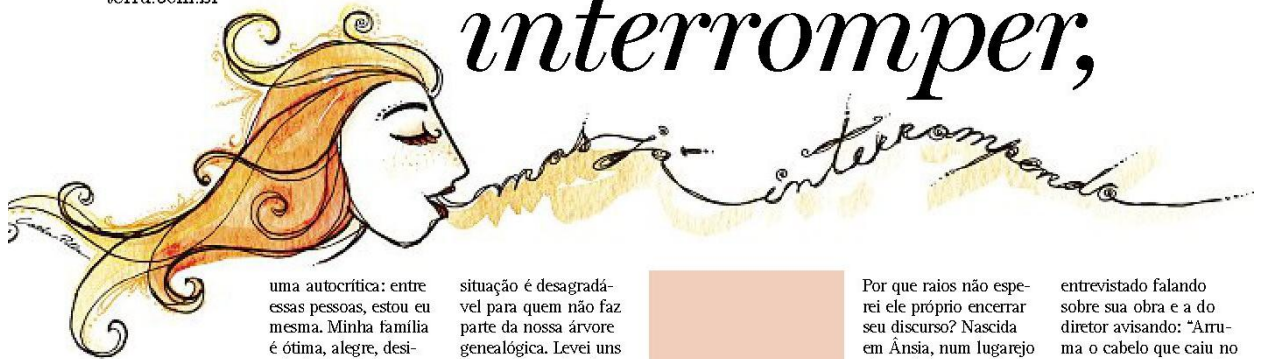 interromper,
mas já interrompendo
uma autocrítica: entre
essas pessoas, estou eu
mesma. Minha família
é ótima, alegre, desi-
situação é desagradá-
vel para quem não faz
parte da nossa árvore
genealógica. Levei uns
Por que raios não espe-
rei ele próprio encerrar
seu discurso? Nascida
em Ânsia, num lugarejo
entrevistado falando
sobre sua obra e a do
diretor avisando: “Arru-
ma o cabelo que caiu no